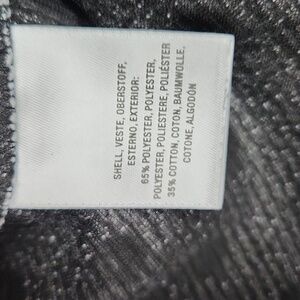 SHELL, VESTE, OBERSTOFF,
ESTERNO, EXTERIOR:
65% POLYESTER, POLYESTER,
POLYESTER, POLIESTERE, POLIÉSTER
35% COTTON, COTON, BAUMWOLLE,
COTONE, ALGODÓN